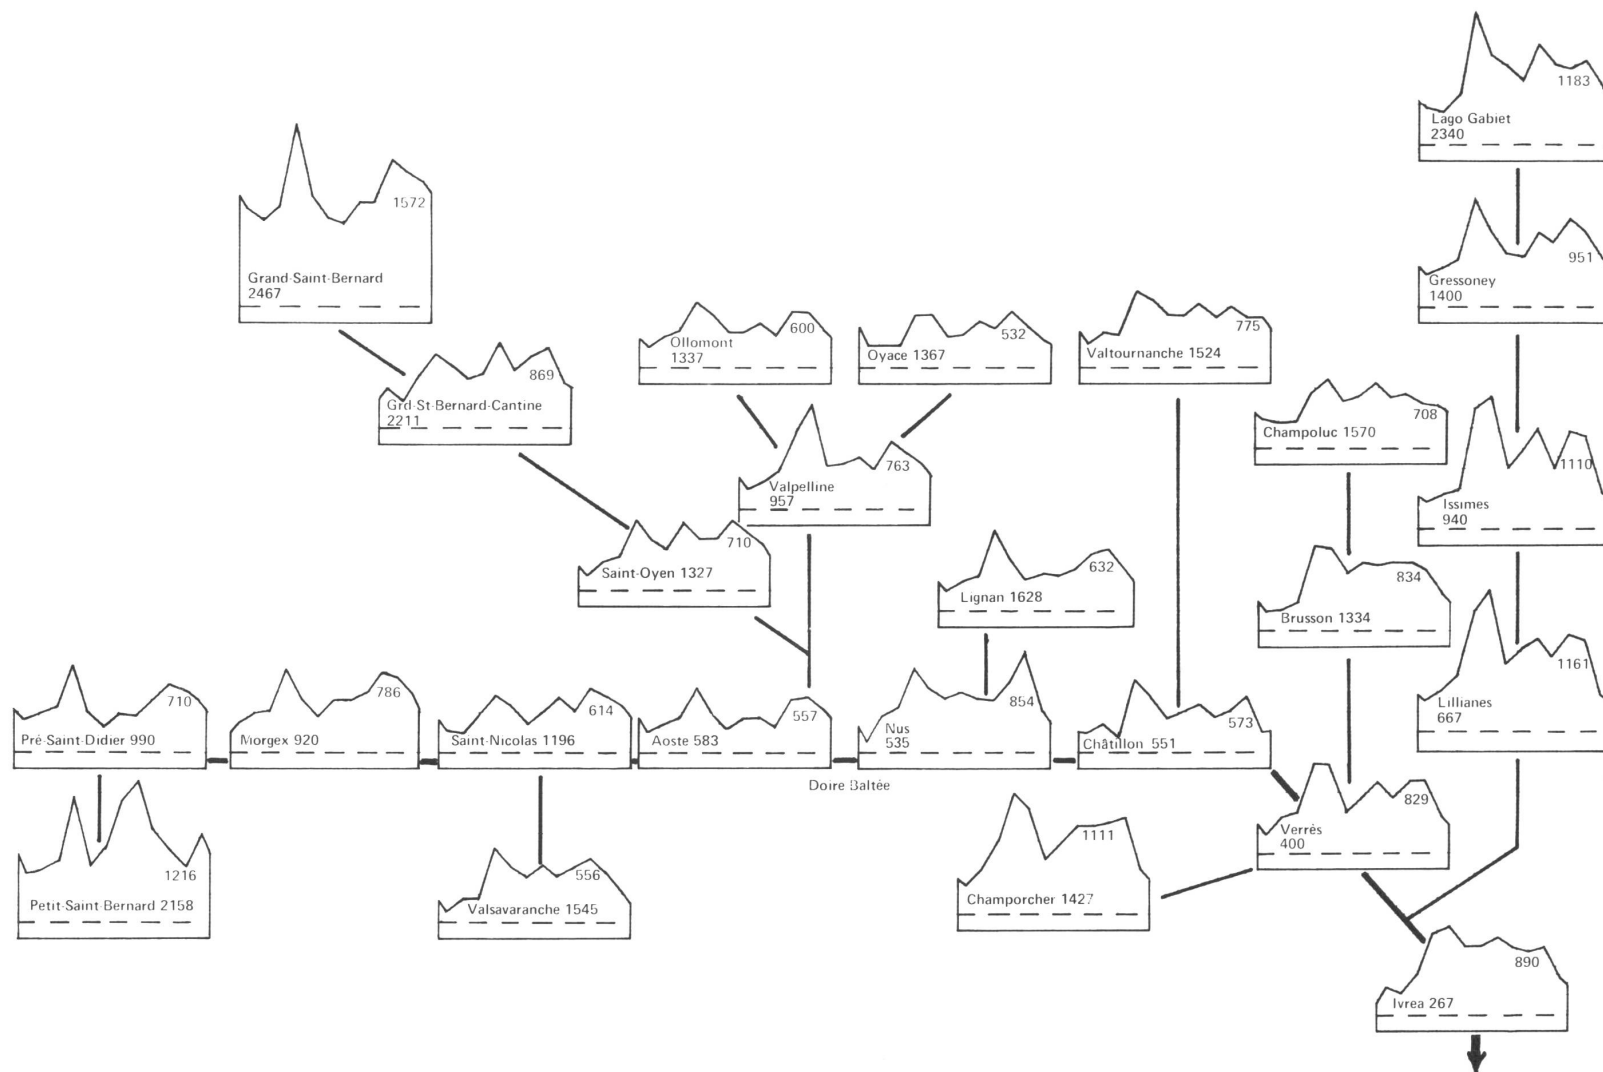 1183
Lago Gabiet
2340
1572
Grand-Saint-Bernard
2467
951
Gressoney
1400
600
Ollomont
1337
532
Oyace 1367
775
Valtournanche 1524
869
Grd-St-Bernard-Cantine
2211
708
Champoluc 1570
763
Valpelline
957
1110
Issimes
940
710
Saint-Oyen 1327
632
Lignan 1628
834
Brusson 1334
1161
Lillianes
667
710
Pré-Saint-Didier 990
786
Morgex 920
614
Saint-Nicolas 1196
557
Aoste 583
854
Nus
535
573
Châtillon 551
Doire Baltée
829
Verrès
400
1216
Petit-Saint-Bernard 2158
556
Valsavaranche 1545
1111
Champorcher 1427
890
Ivrea 267